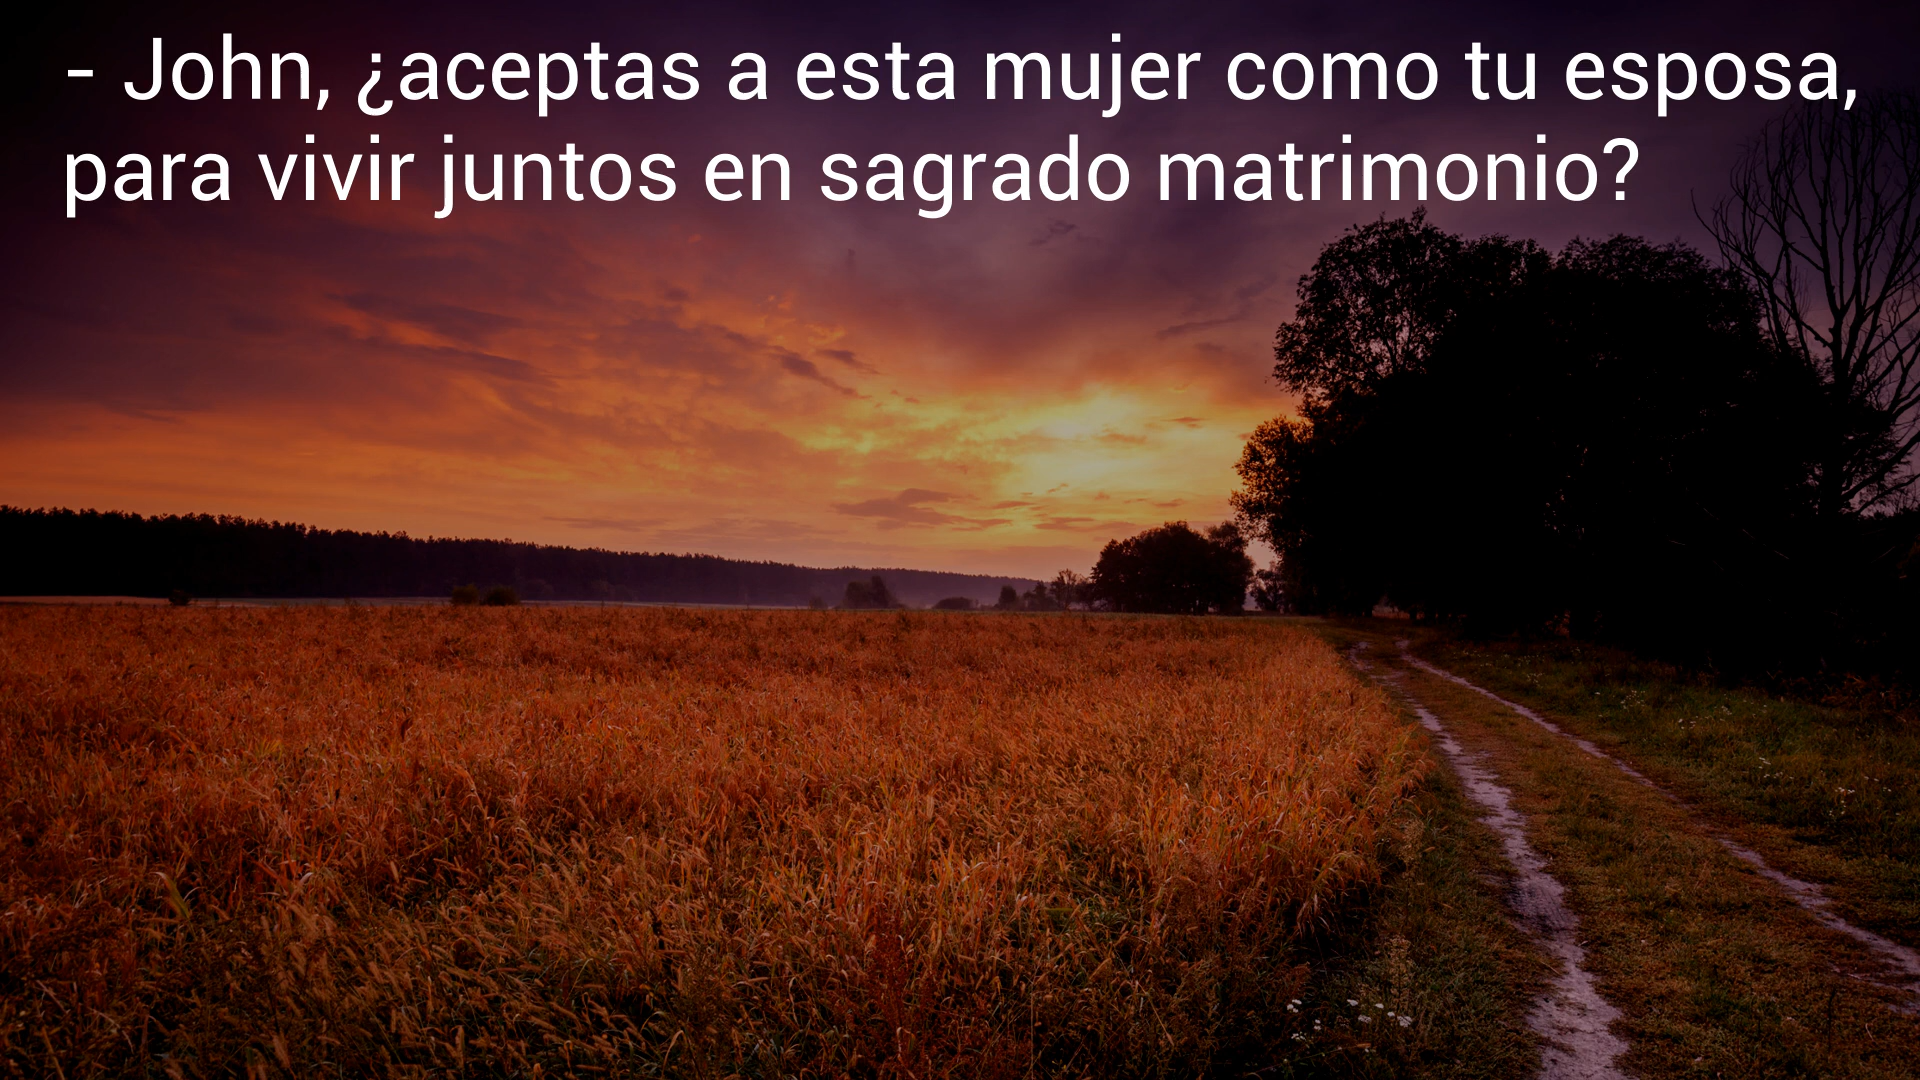 - John, ¿aceptas a esta mujer como tu esposa,
para vivir juntos en sagrado matrimonio?